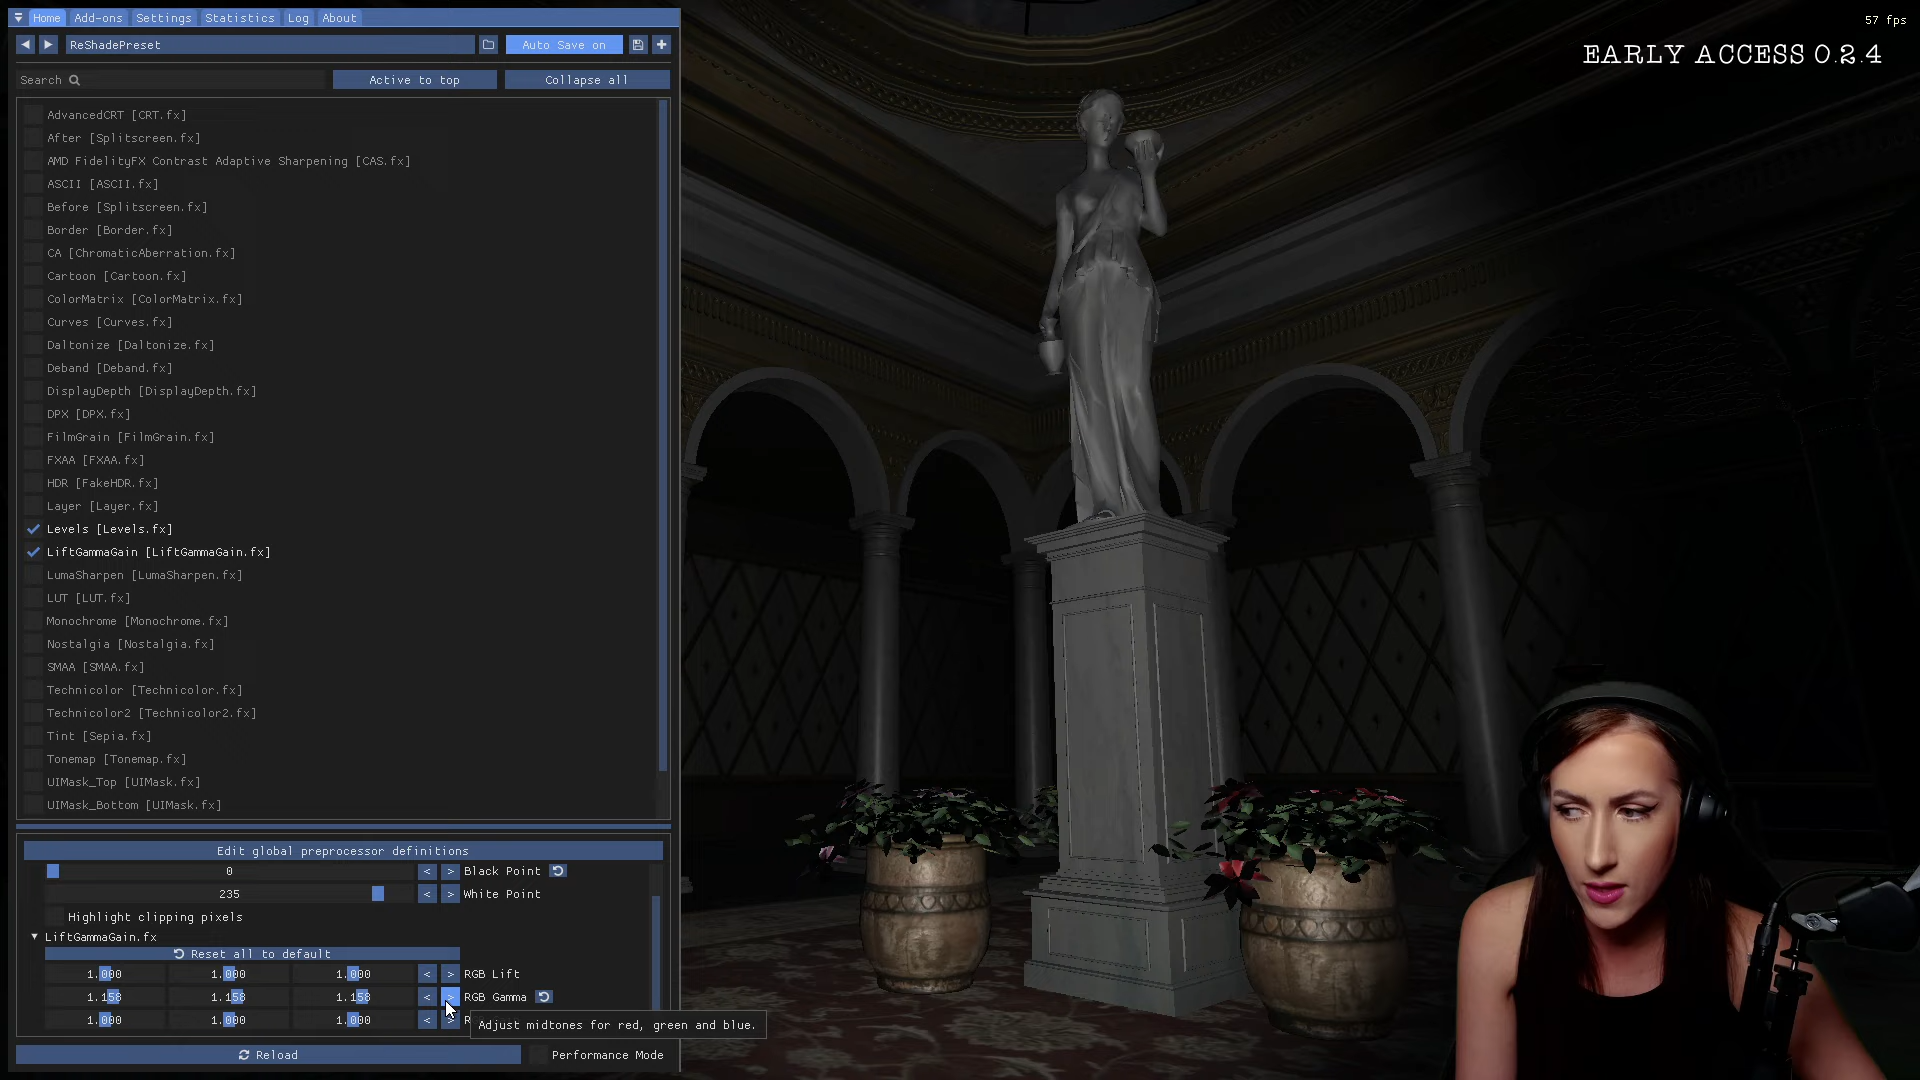 Home Add-ons Settings Statistics Log About
ReShadePreset Auto Save on
Search Active to top Collapse all
57 fps
EARLY ACCESS 0.2.4
AdvancedCRT [CRT.fx]
After [Splitscreen.fx]
AMD FidelityFX Contrast Adaptive Sharpening [CAS.fx]
ASCII [ASCII.fx]
Before [Splitscreen.fx]
Border [Border.fx]
CA [ChromaticAberration.fx]
Cartoon [Cartoon.fx]
ColorMatrix [ColorMatrix.fx]
Curves [Curves.fx]
Daltonize [Daltonize.fx]
Deband [Deband.fx]
DisplayDepth [DisplayDepth.fx]
DPX [DPX.fx]
FilmGrain [FilmGrain.fx]
FXAA [FXAA.fx]
HDR [FakeHDR.fx]
Layer [Layer.fx]
Levels [Levels.fx]
LiftGammaGain [LiftGammaGain.fx]
LumaSharpen [LumaSharpen.fx]
LUT [LUT.fx]
Monochrome [Monochrome.fx]
Nostalgia [Nostalgia.fx]
SMAA [SMAA.fx]
Technicolor [Technicolor.fx]
Technicolor2 [Technicolor2.fx]
Tint [Sepia.fx]
Tonemap [Tonemap.fx]
UIMask_Top [UIMask.fx]
UIMask_Bottom [UIMask.fx]
Edit global preprocessor definitions
0 < > Black Point
235 < > White Point
Highlight clipping pixels
LiftGammaGain.fx
Reset all to default
1.000 1.000 1.000 < > RGB Lift
1.158 1.158 1.158 < > RGB Gamma
1.000 1.000 1.000 < >
Adjust midtones for red, green and blue.
Reload Performance Mode